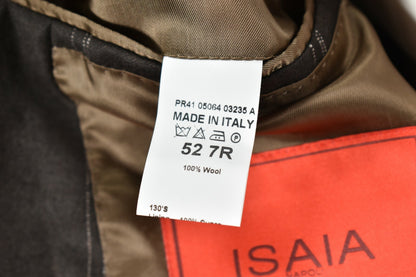 PR41 05064 03235 A
MADE IN ITALY
52 7R
100% Wool
130'S
ISAIA